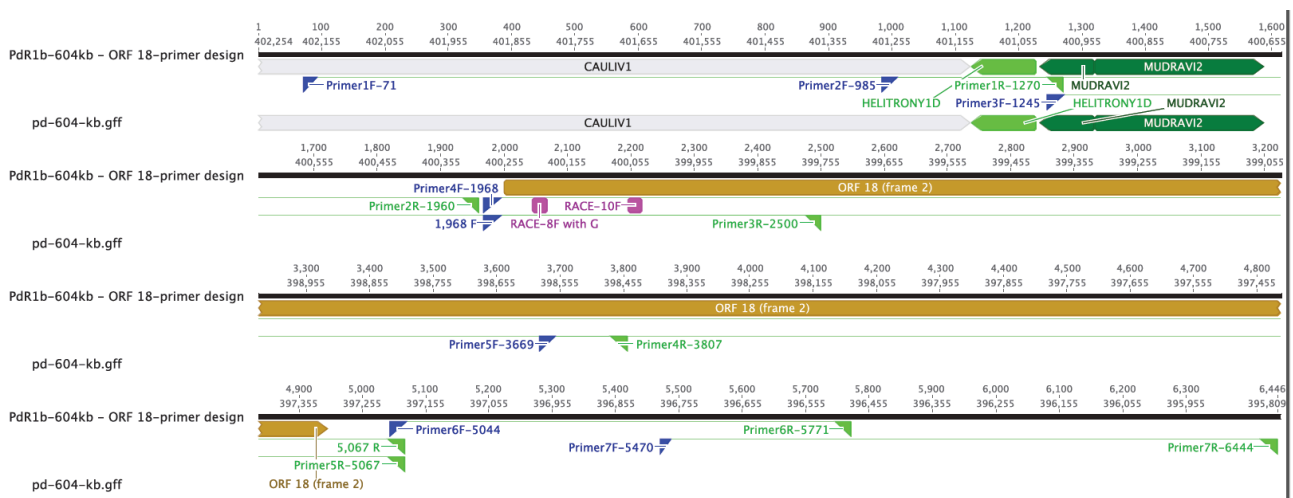 1 100 200 300 400 500 600 700 800 900 1,000 1,100 1,200 1,300 1,400 1,500 1,600
402,254 402,155 402,055 401,955 401,855 401,755 401,655 401,555 401,455 401,355 401,255 401,155 401,055 400,955 400,855 400,755 400,655
PdR1b-604kb - ORF 18-primer design
CAULIV1 MUDRAVI2
Primer1F-71 Primer2F-985 Primer1R-1270 MUDRAVI2
HELITRONY1D Primer3F-1245 HELITRONY1D MUDRAVI2
pd-604-kb.gff CAULIV1 MUDRAVI2
1,700 1,800 1,900 2,000 2,100 2,200 2,300 2,400 2,500 2,600 2,700 2,800 2,900 3,000 3,100 3,200
400,555 400,455 400,355 400,255 400,155 400,055 399,955 399,855 399,755 399,655 399,555 399,455 399,355 399,255 399,155 399,055
PdR1b-604kb - ORF 18-primer design
Primer4F-1968 ORF 18 (frame 2)
Primer2R-1960 RACE-10F
1,968 F RACE-8F with G Primer3R-2500
pd-604-kb.gff
3,300 3,400 3,500 3,600 3,700 3,800 3,900 4,000 4,100 4,200 4,300 4,400 4,500 4,600 4,700 4,800
398,955 398,855 398,755 398,655 398,555 398,455 398,355 398,255 398,155 398,055 397,955 397,855 397,755 397,655 397,555 397,455
PdR1b-604kb - ORF 18-primer design
ORF 18 (frame 2)
Primer5F-3669 Primer4R-3807
pd-604-kb.gff
4,900 5,000 5,100 5,200 5,300 5,400 5,500 5,600 5,700 5,800 5,900 6,000 6,100 6,200 6,300 6,446
397,355 397,255 397,155 397,055 396,955 396,855 396,755 396,655 396,555 396,455 396,355 396,255 396,155 396,055 395,955 395,809
PdR1b-604kb - ORF 18-primer design
Primer6F-5044 Primer6R-5771
5,067 R Primer7F-5470 Primer7R-6444
Primer5R-5067
pd-604-kb.gff ORF 18 (frame 2)